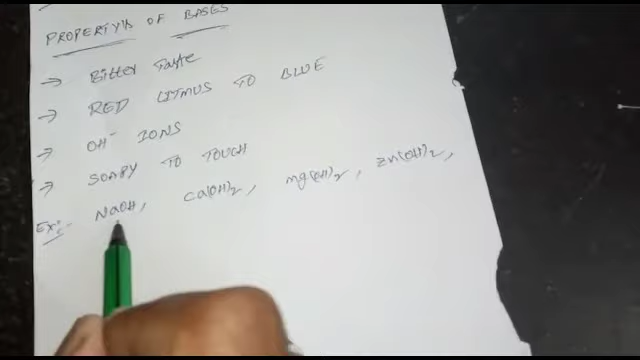 PROPERTY'S OF BASES
→ Bitter Taste
→ RED LITMUS TO BLUE
→ OH⁻ IONS
→ SOAPY TO TOUCH
Ex:- NaOH, Ca(OH)2, Mg(OH)2, Zn(OH)2,